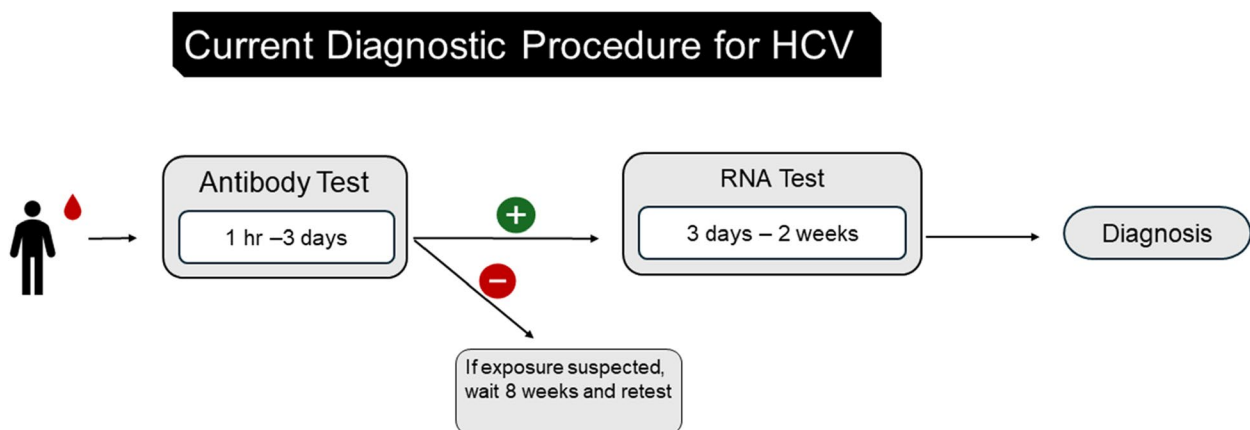 Current Diagnostic Procedure for HCV
Antibody Test
1 hr –3 days
RNA Test
3 days – 2 weeks
Diagnosis
If exposure suspected,
wait 8 weeks and retest